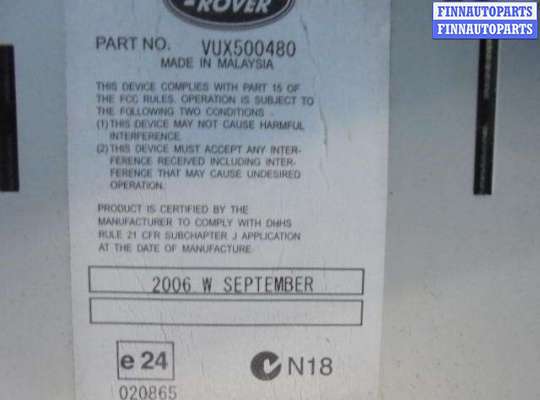 FINNAUTOPARTS
FINNAUTOPARTS
-ROVER
PART NO. VUX500480
MADE IN MALAYSIA
THIS DEVICE COMPLIES WITH PART 15 OF
THE FCC RULES. OPERATION IS SUBJECT TO
THE FOLLOWING TWO CONDITIONS
(1) THIS DEVICE MAY NOT CAUSE HARMFUL
INTERFERENCE.
(2) THIS DEVICE MUST ACCEPT ANY INTER-
FERENCE RECEIVED INCLUDING INTER-
FERENCE THAT MAY CAUSE UNDESIRED
OPERATION.
PRODUCT IS CERTIFIED BY THE
MANUFACTURER TO COMPLY WITH DHHS
RULE 21 CFR SUBCHAPTER J APPLICATION
AT THE DATE OF MANUFACTURE.
2006 W SEPTEMBER
e 24
N18
020865